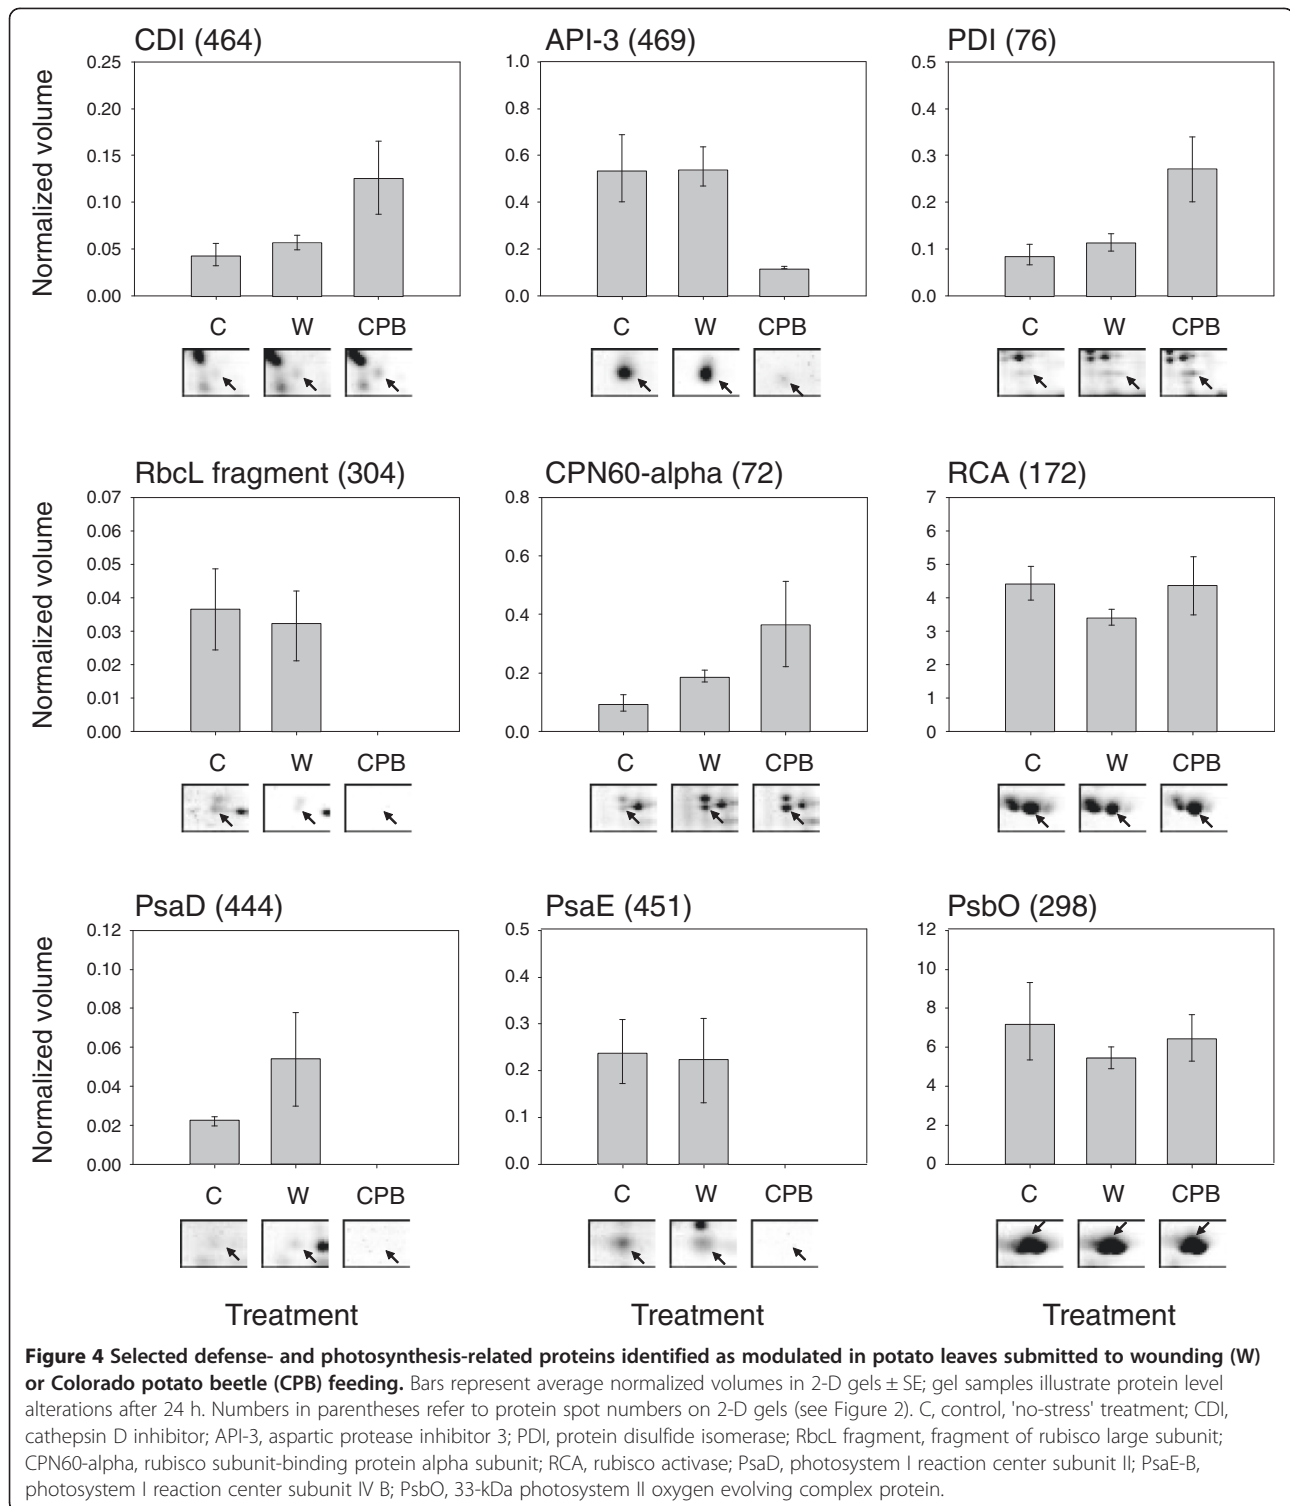 CDI (464)
API-3 (469)
PDI (76)
Normalized volume
0.25
0.20
0.15
0.10
0.05
0.00
1.0
0.8
0.6
0.4
0.2
0.0
0.5
0.4
0.3
0.2
0.1
0.0
C W CPB
C W CPB
C W CPB
RbcL fragment (304)
CPN60-alpha (72)
RCA (172)
Normalized volume
0.07
0.06
0.05
0.04
0.03
0.02
0.01
0.00
0.8
0.6
0.4
0.2
0.0
7
6
5
4
3
2
1
0
C W CPB
C W CPB
C W CPB
PsaD (444)
PsaE (451)
PsbO (298)
Normalized volume
0.12
0.10
0.08
0.06
0.04
0.02
0.00
0.5
0.4
0.3
0.2
0.1
0.0
12
10
8
6
4
2
0
C W CPB
C W CPB
C W CPB
Treatment
Treatment
Treatment
Figure 4 Selected defense- and photosynthesis-related proteins identified as modulated in potato leaves submitted to wounding (W)
or Colorado potato beetle (CPB) feeding. Bars represent average normalized volumes in 2-D gels ± SE; gel samples illustrate protein level
alterations after 24 h. Numbers in parentheses refer to protein spot numbers on 2-D gels (see Figure 2). C, control, 'no-stress' treatment; CDI,
cathepsin D inhibitor; API-3, aspartic protease inhibitor 3; PDI, protein disulfide isomerase; RbcL fragment, fragment of rubisco large subunit;
CPN60-alpha, rubisco subunit-binding protein alpha subunit; RCA, rubisco activase; PsaD, photosystem I reaction center subunit II; PsaE-B,
photosystem I reaction center subunit IV B; PsbO, 33-kDa photosystem II oxygen evolving complex protein.